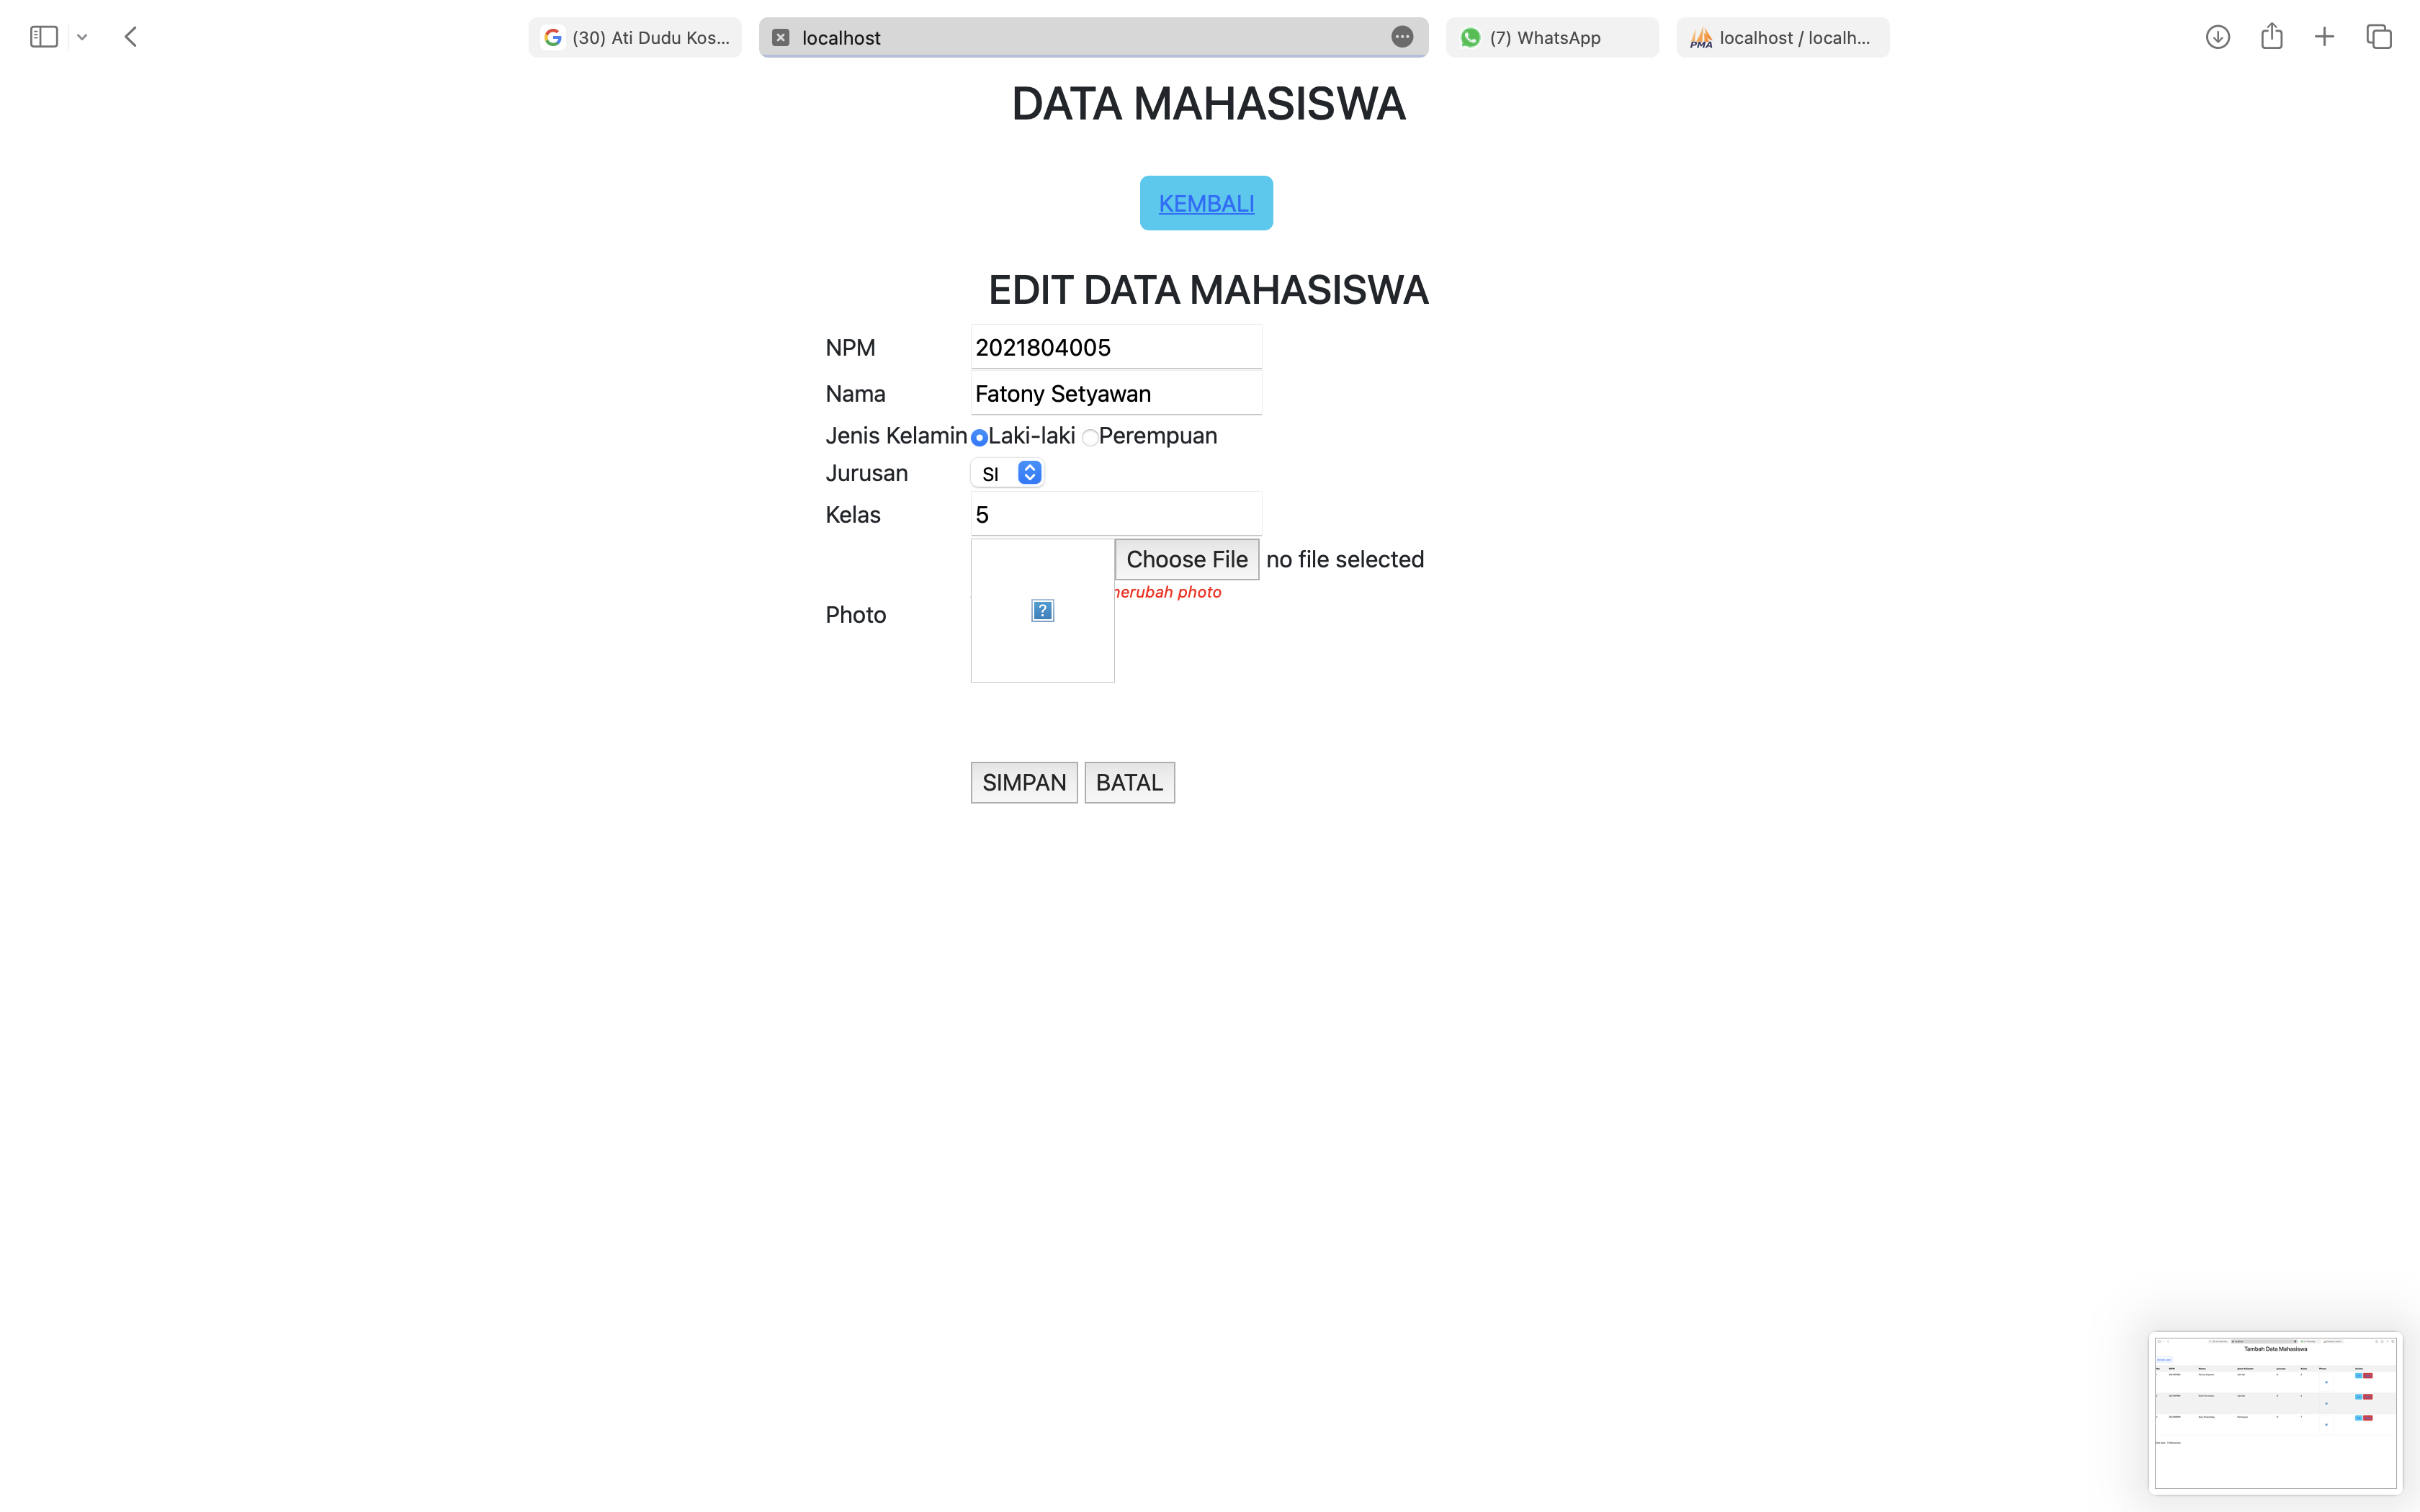 (30) Ati Dudu Kos...
localhost
(7) WhatsApp
PMA
localhost / localh...
DATA MAHASISWA
KEMBALI
EDIT DATA MAHASISWA
NPM 2021804005
Nama Fatony Setyawan
Jenis Kelamin Laki-laki Perempuan
Jurusan SI
Kelas 5
Choose File no file selected
merubah photo
Photo
SIMPAN BATAL
Tambah Data Mahasiswa